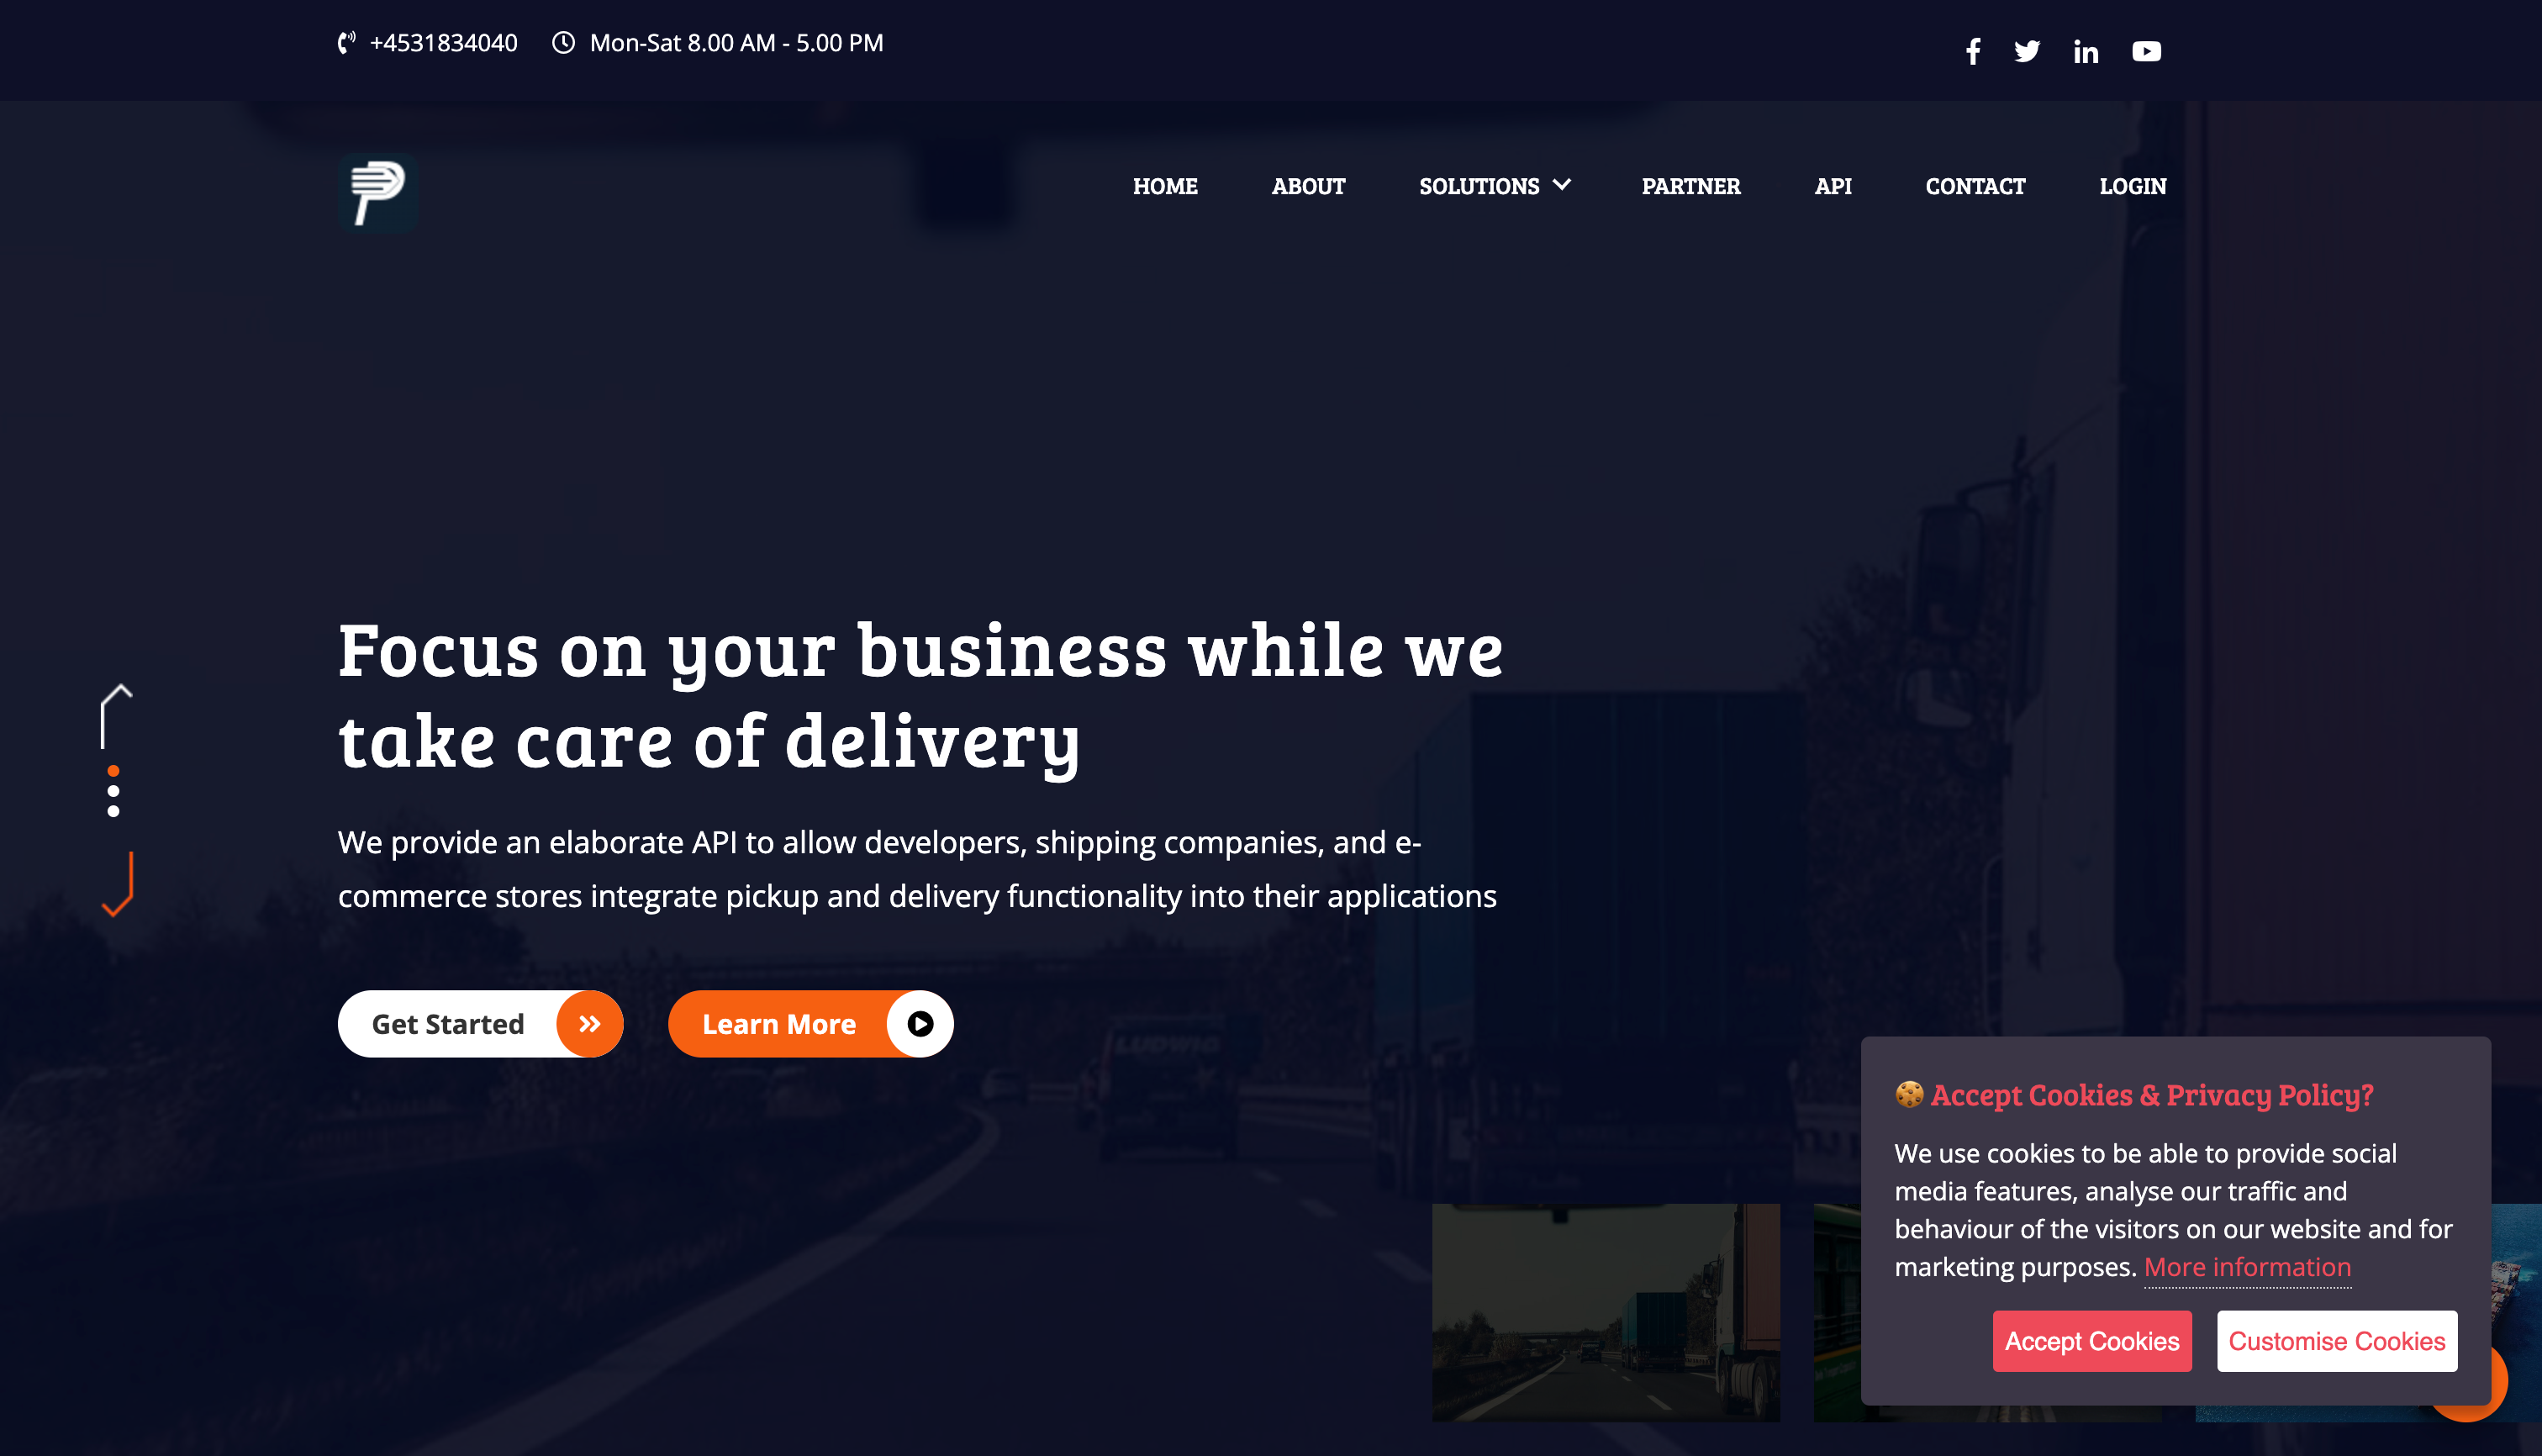 +4531834040 Mon-Sat 8.00 AM - 5.00 PM
HOME ABOUT SOLUTIONS PARTNER API CONTACT LOGIN
Focus on your business while we
take care of delivery
We provide an elaborate API to allow developers, shipping companies, and e-
commerce stores integrate pickup and delivery functionality into their applications
Get Started Learn More
LUDWIG
🍪 Accept Cookies & Privacy Policy?
We use cookies to be able to provide social
media features, analyse our traffic and
behaviour of the visitors on our website and for
marketing purposes. More information
Accept Cookies Customise Cookies